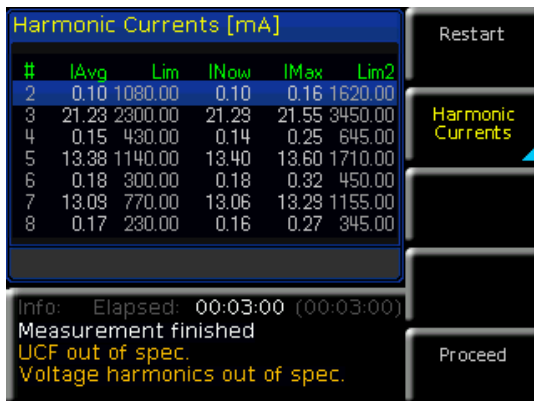 Harmonic Currents [mA]
# IAvg Lim INow IMax Lim2
2 0.10 1080.00 0.10 0.16 1620.00
3 21.23 2300.00 21.29 21.55 3450.00
4 0.15 430.00 0.14 0.25 645.00
5 13.38 1140.00 13.40 13.60 1710.00
6 0.18 300.00 0.18 0.32 450.00
7 13.09 770.00 13.06 13.29 1155.00
8 0.17 230.00 0.16 0.27 345.00
Info: Elapsed: 00:03:00 (00:03:00)
Measurement finished
UCF out of spec.
Voltage harmonics out of spec.
Restart
Harmonic
Currents
Proceed